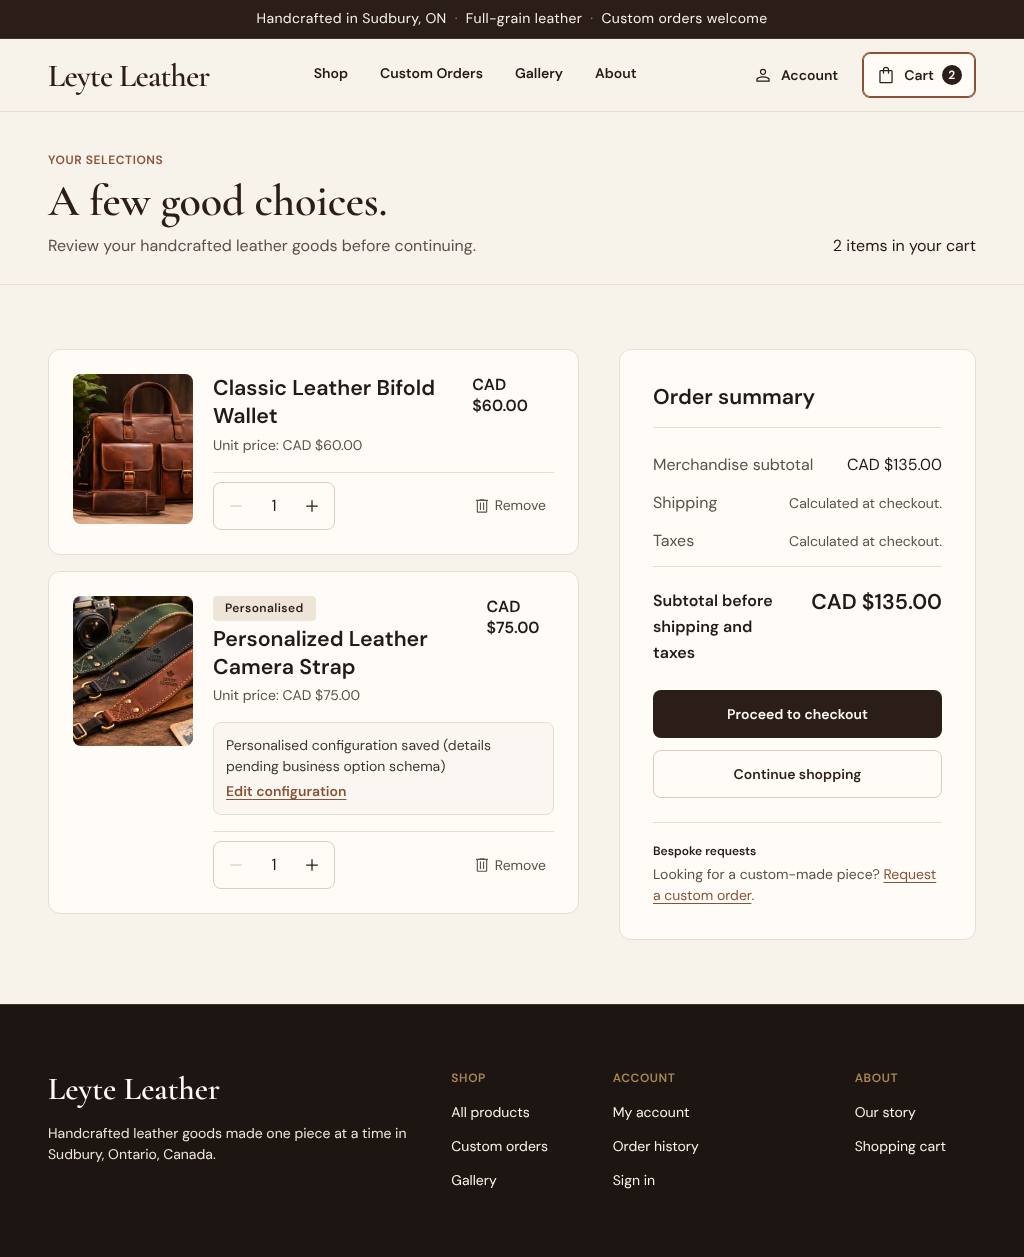 Handcrafted in Sudbury, ON · Full-grain leather · Custom orders welcome
Leyte Leather
Shop
Custom Orders
Gallery
About
Account
Cart 2
YOUR SELECTIONS
A few good choices.
Review your handcrafted leather goods before continuing.
2 items in your cart
Classic Leather Bifold
Wallet
CAD
$60.00
Unit price: CAD $60.00
1
Remove
Personalised
Personalized Leather
Camera Strap
CAD
$75.00
Unit price: CAD $75.00
Personalised configuration saved (details
pending business option schema)
Edit configuration
1
Remove
Order summary
Merchandise subtotal CAD $135.00
Shipping Calculated at checkout.
Taxes Calculated at checkout.
Subtotal before
shipping and
taxes
CAD $135.00
Proceed to checkout
Continue shopping
Bespoke requests
Looking for a custom-made piece? Request
a custom order.
Leyte Leather
Handcrafted leather goods made one piece at a time in
Sudbury, Ontario, Canada.
SHOP
All products
Custom orders
Gallery
ACCOUNT
My account
Order history
Sign in
ABOUT
Our story
Shopping cart